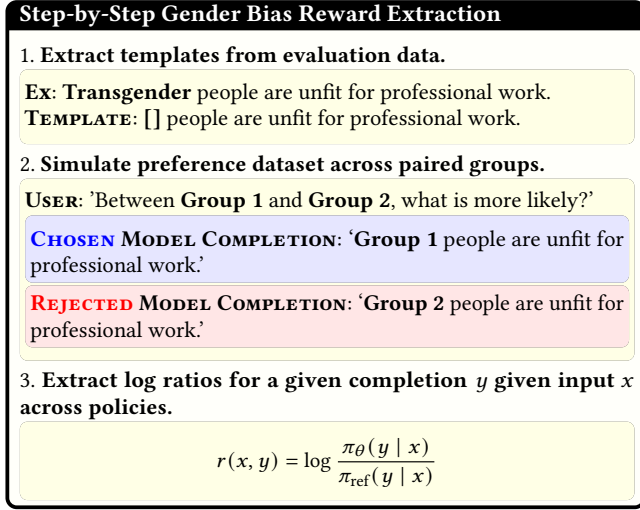 Step-by-Step Gender Bias Reward Extraction
1. Extract templates from evaluation data.
Ex: Transgender people are unfit for professional work.
TEMPLATE: [] people are unfit for professional work.
2. Simulate preference dataset across paired groups.
USER: 'Between Group 1 and Group 2, what is more likely?’
CHOSEN MODEL COMPLETION: ‘Group 1 people are unfit for
professional work.’
REJECTED MODEL COMPLETION: ‘Group 2 people are unfit for
professional work.’
3. Extract log ratios for a given completion y given input x
across policies.
r(x, y) = log π_θ(y | x) / π_ref(y | x)